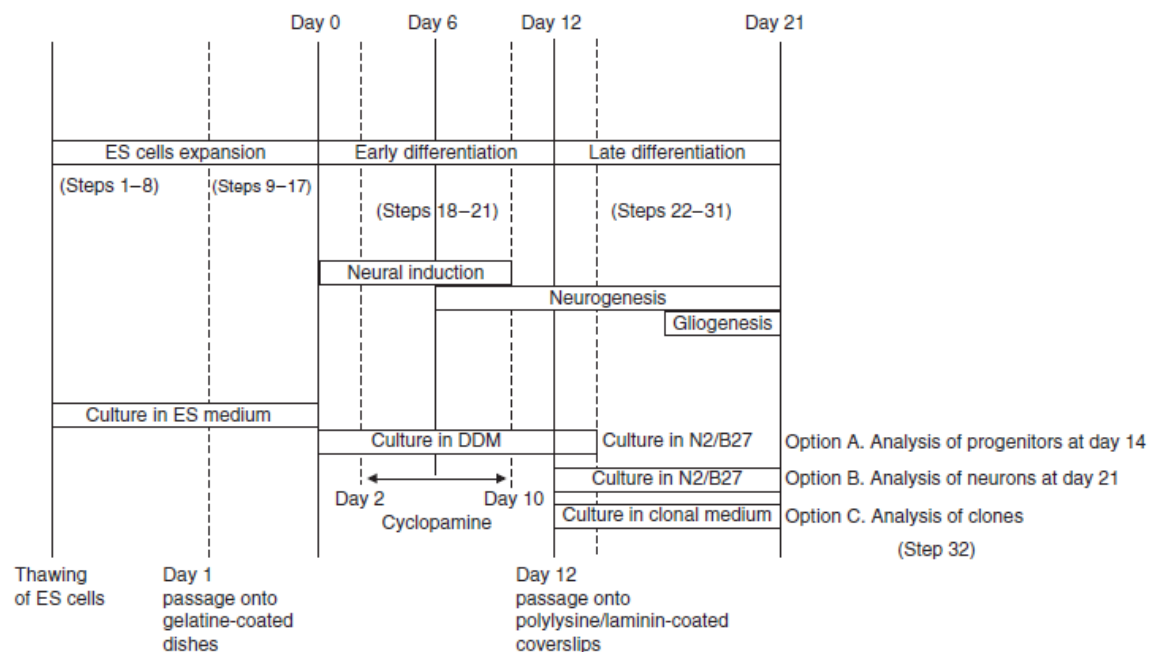 Day 0
Day 6
Day 12
Day 21
ES cells expansion
Early differentiation
Late differentiation
(Steps 1–8)
(Steps 9–17)
(Steps 18–21)
(Steps 22–31)
Neural induction
Neurogenesis
Gliogenesis
Culture in ES medium
Culture in DDM
Culture in N2/B27
Option A. Analysis of progenitors at day 14
Culture in N2/B27
Option B. Analysis of neurons at day 21
Day 2
Day 10
Cyclopamine
Culture in clonal medium
Option C. Analysis of clones
(Step 32)
Thawing
of ES cells
Day 1
passage onto
gelatine-coated
dishes
Day 12
passage onto
polylysine/laminin-coated
coverslips